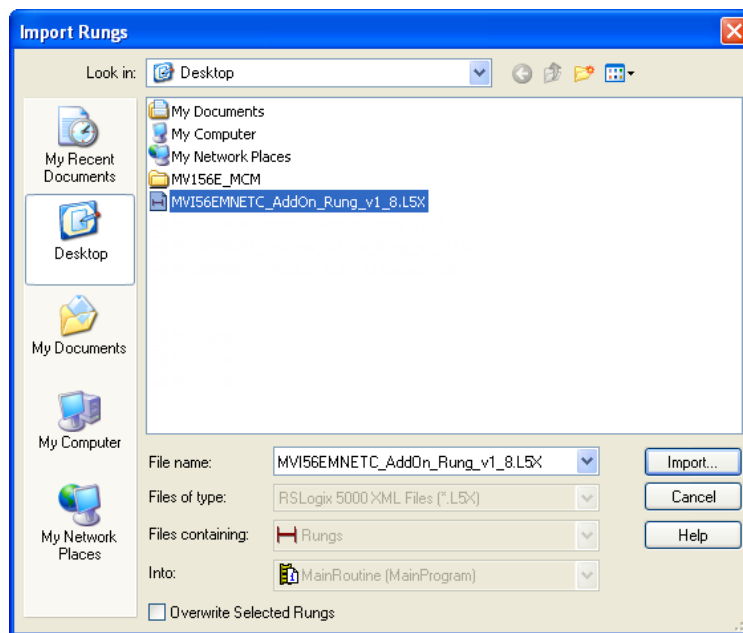 Import Rungs
Look in: Desktop
My Recent
Documents
Desktop
My Documents
My Computer
My Network
Places
My Documents
My Computer
My Network Places
MV156E_MCM
MVI56EMNETC_AddOn_Rung_v1_8.L5X
File name: MVI56EMNETC_AddOn_Rung_v1_8.L5X Import...
Files of type: RSLogix 5000 XML Files (*.L5X) Cancel
Files containing: Rungs Help
Into: MainRoutine (MainProgram)
Overwrite Selected Rungs